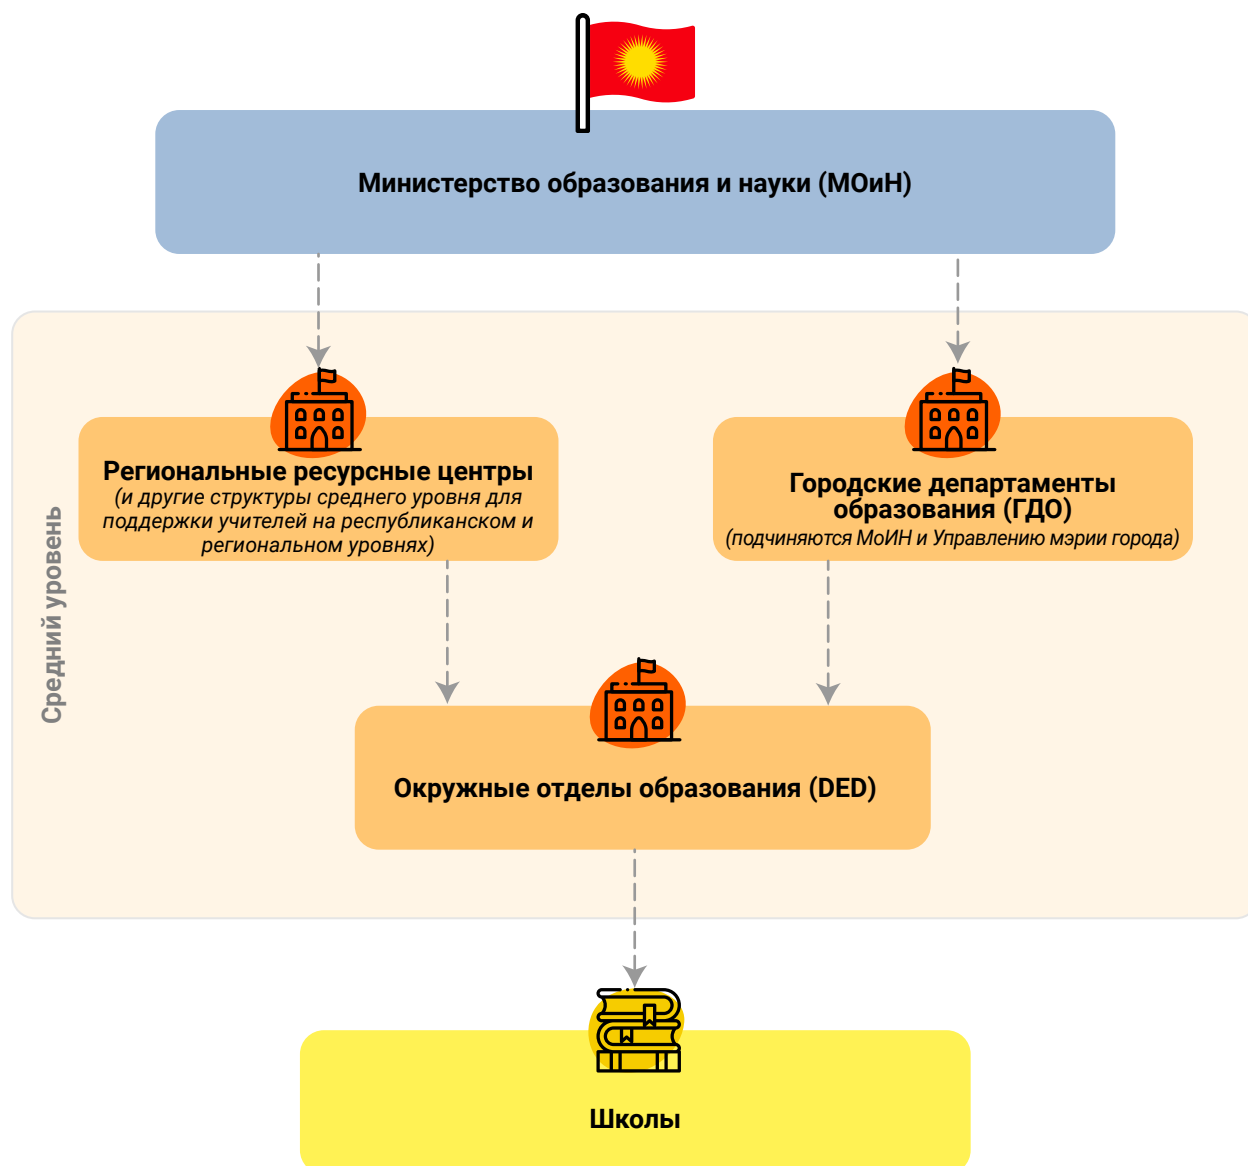 Министерство образования и науки (МОиН)
Средний уровень
Региональные ресурсные центры
(и другие структуры среднего уровня для
поддержки учителей на республиканском и
региональном уровнях)
Городские департаменты
образования (ГДО)
(подчиняются МоИН и Управлению мэрии города)
Окружные отделы образования (DED)
Школы